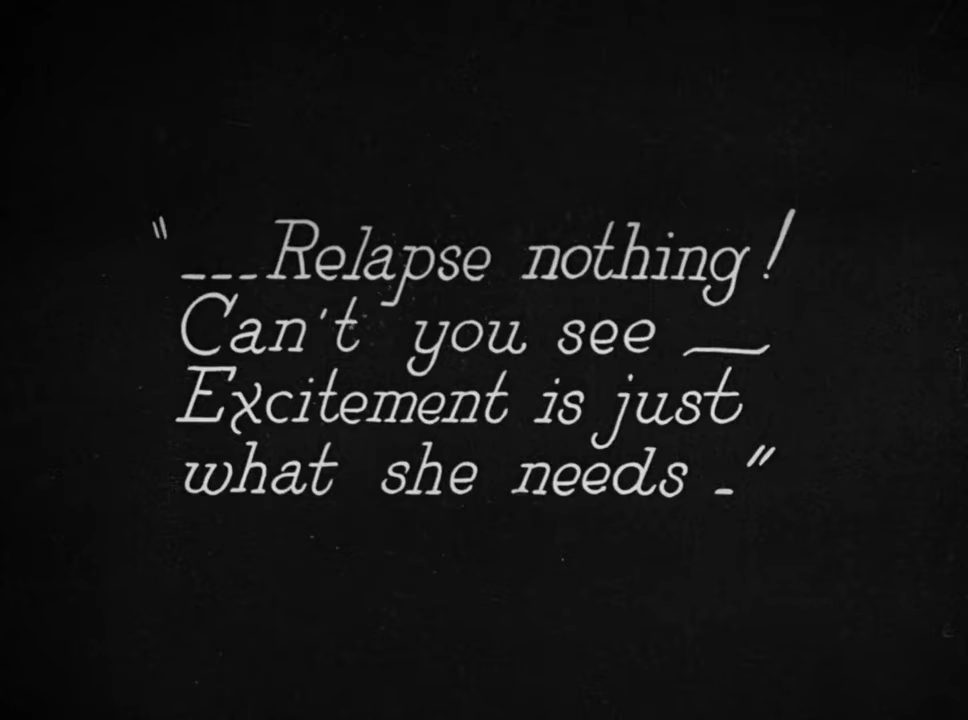 "---Relapse nothing!
Can't you see —
Excitement is just
what she needs -"